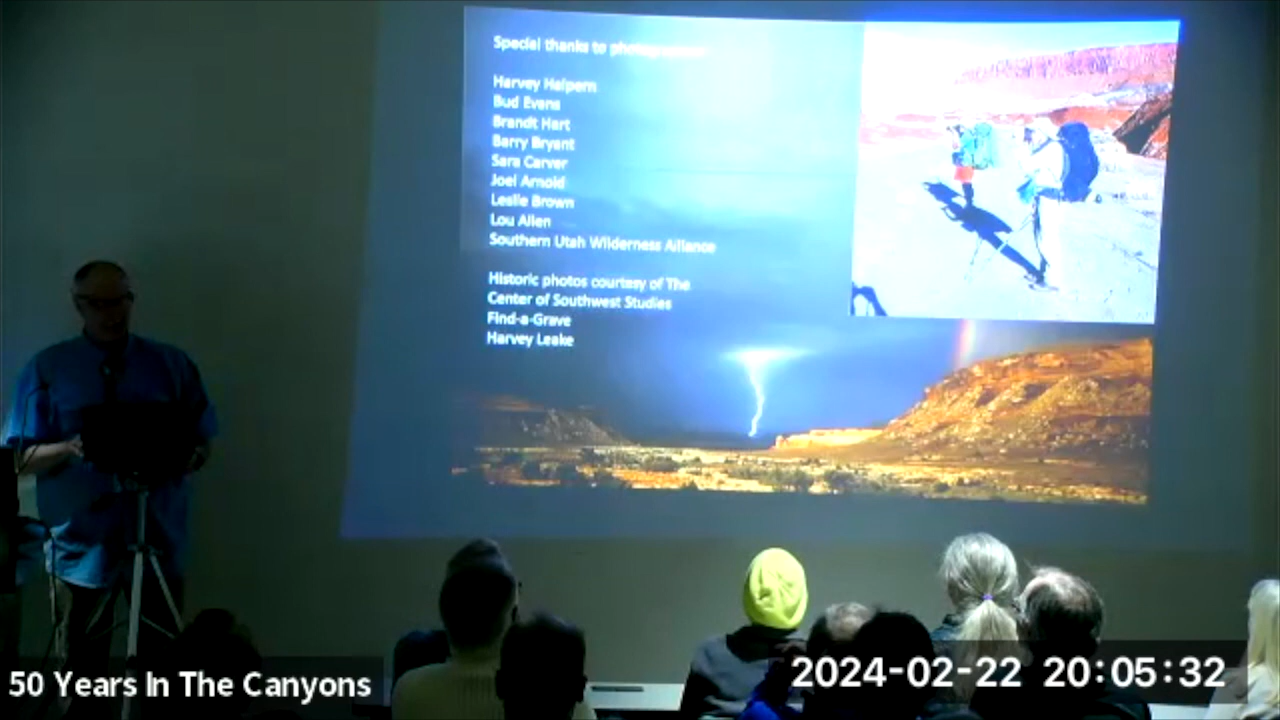 Special thanks to
Harvey Halpern
Bud Evans
Brandt Hart
Barry Bryant
Sara Carver
Joel Arnold
Leslie Brown
Lou Allen
Southern Utah Wilderness Alliance
Historic photos courtesy of The
Center of Southwest Studies
Find-a-Grave
Harvey Leake
50 Years In The Canyons
2024-02-22 20:05:32